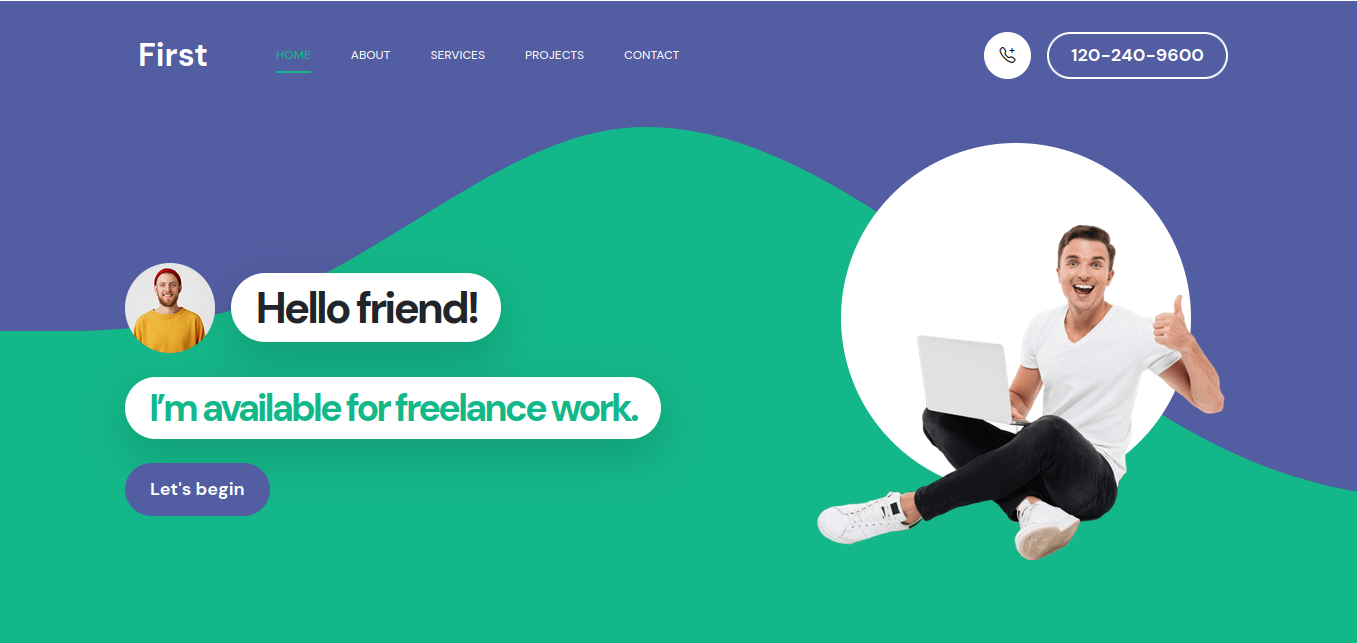 First
HOME ABOUT SERVICES PROJECTS CONTACT
120-240-9600
Hello friend!
I’m available for freelance work.
Let's begin